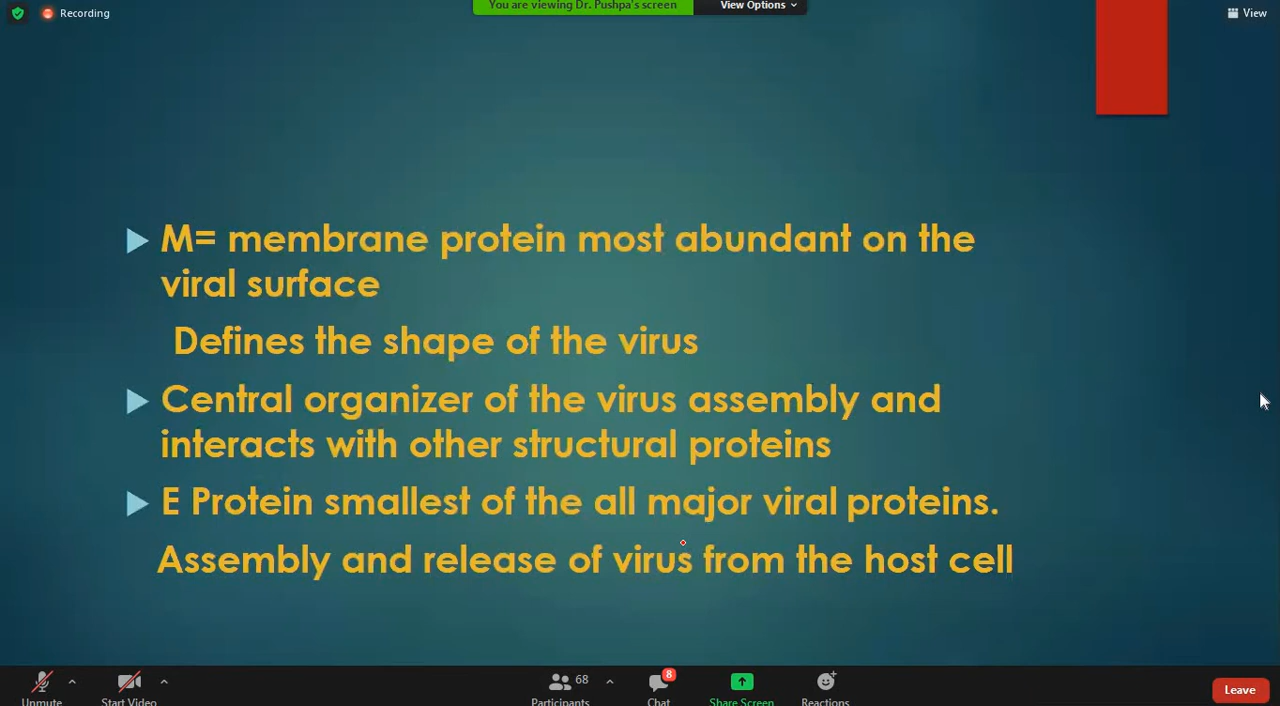 Recording
You are viewing Dr. Pushpa's screen
View Options
View
M= membrane protein most abundant on the
viral surface
Defines the shape of the virus
Central organizer of the virus assembly and
interacts with other structural proteins
E Protein smallest of the all major viral proteins.
Assembly and release of virus from the host cell
Unmute
Start Video
68
Participants
8
Chat
Share Screen
Reactions
Leave